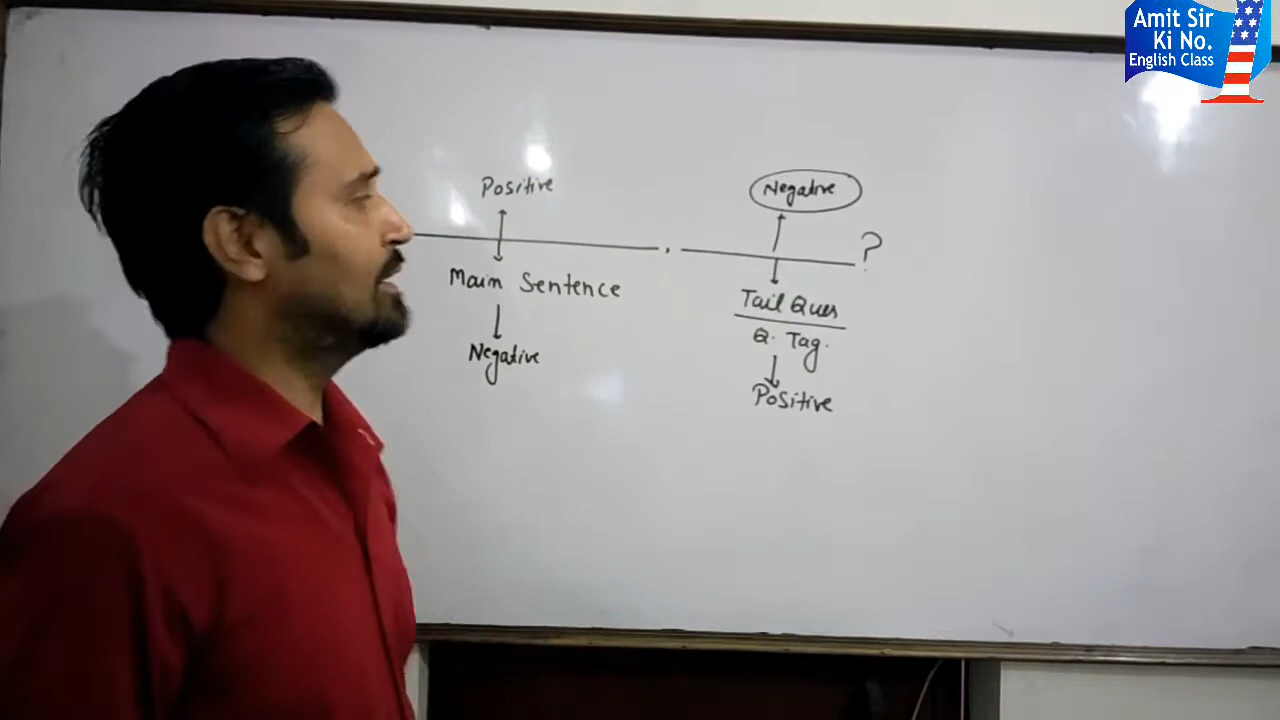 Amit Sir
Ki No.
English Class
Positive
Negative
?
Main Sentence
Tail Ques
Q. Tag.
Negative
Positive